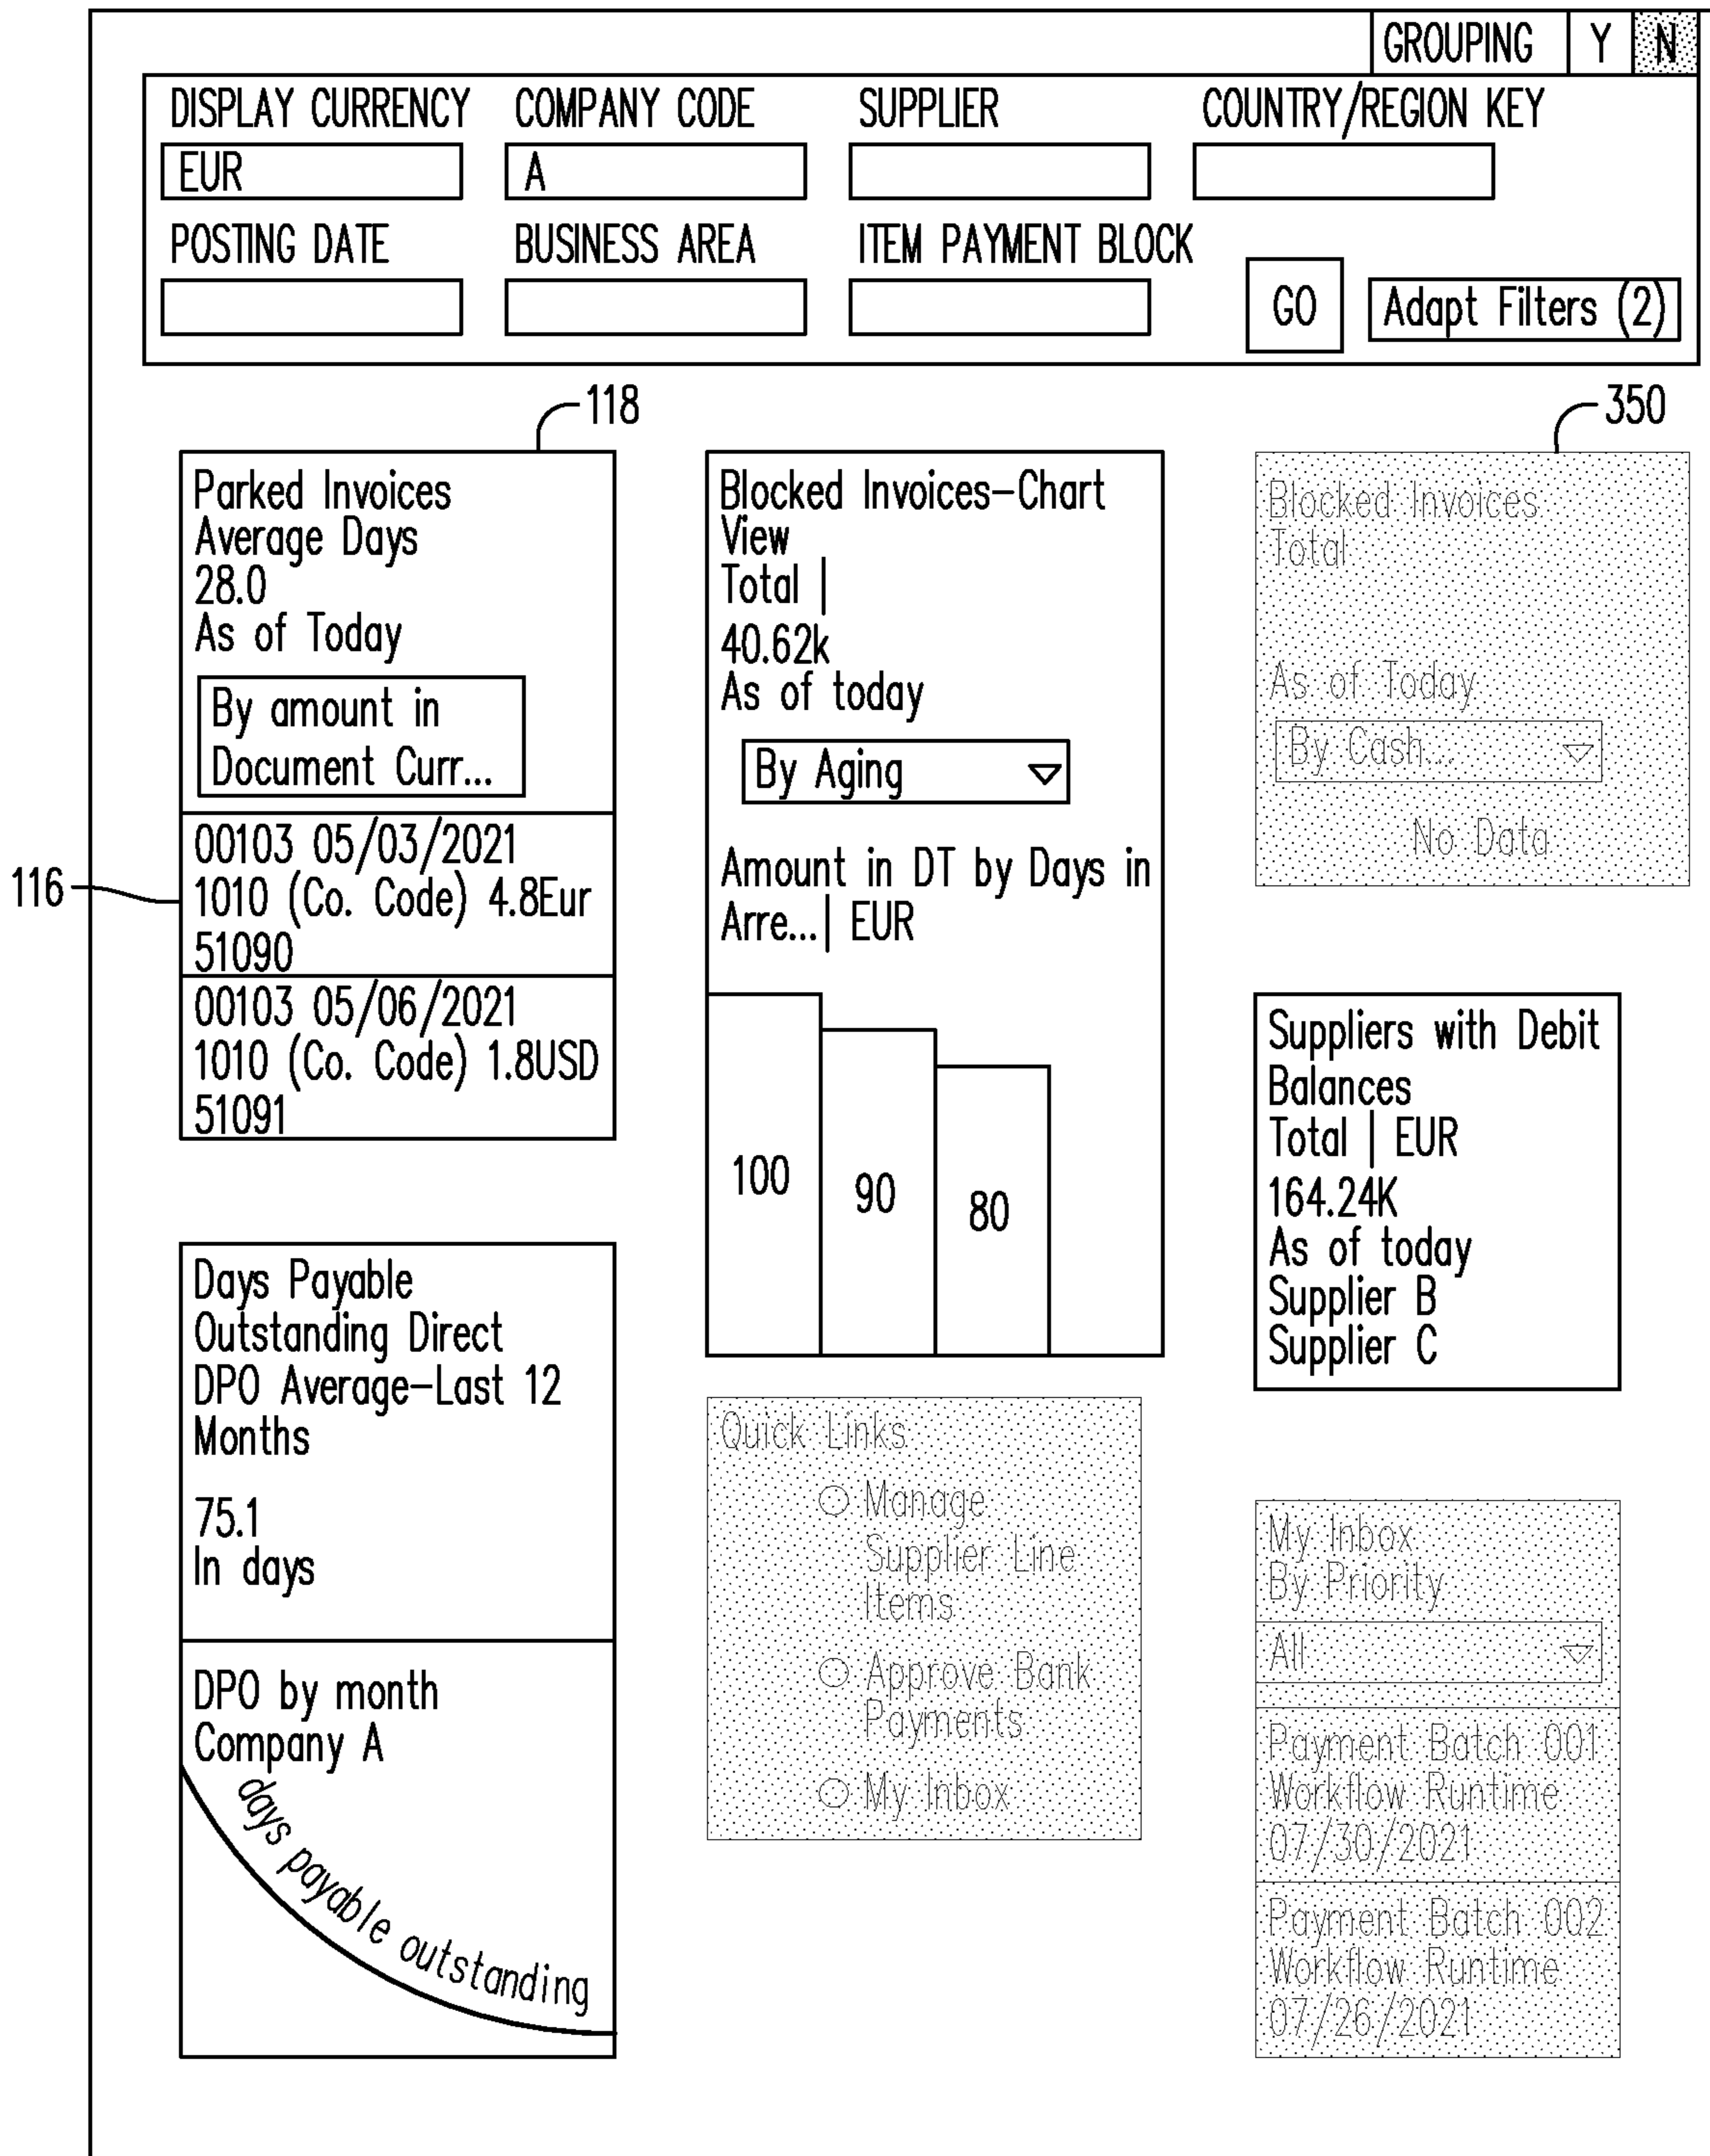 GROUPING Y N
DISPLAY CURRENCY COMPANY CODE SUPPLIER COUNTRY/REGION KEY
EUR A
POSTING DATE BUSINESS AREA ITEM PAYMENT BLOCK
GO Adapt Filters (2)
118
350
116
Parked Invoices
Average Days
28.0
As of Today
By amount in
Document Curr...
00103 05/03/2021
1010 (Co. Code) 4.8Eur
51090
00103 05/06/2021
1010 (Co. Code) 1.8USD
51091
Blocked Invoices-Chart
View
Total |
40.62k
As of today
By Aging
Amount in DT by Days in
Arre...| EUR
100
90
80
Blocked Invoices
Total
As of Today
By Cash...
No Data
Suppliers with Debit
Balances
Total | EUR
164.24K
As of today
Supplier B
Supplier C
Days Payable
Outstanding Direct
DPO Average-Last 12
Months
75.1
In days
DPO by month
Company A
days payable outstanding
Quick Links
Manage
Supplier Line
Items
Approve Bank
Payments
My Inbox
My Inbox
By Priority
All
Payment Batch 001
Workflow Runtime
07/30/2021
Payment Batch 002
Workflow Runtime
07/26/2021